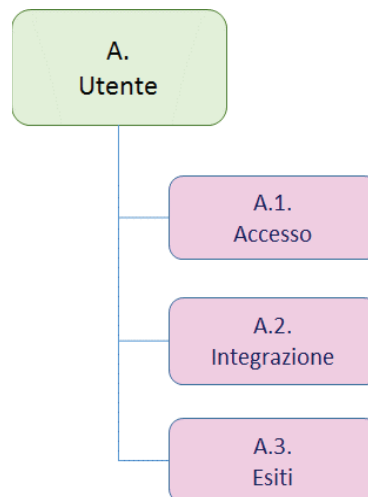 A.
Utente
A.1.
Accesso
A.2.
Integrazione
A.3.
Esiti